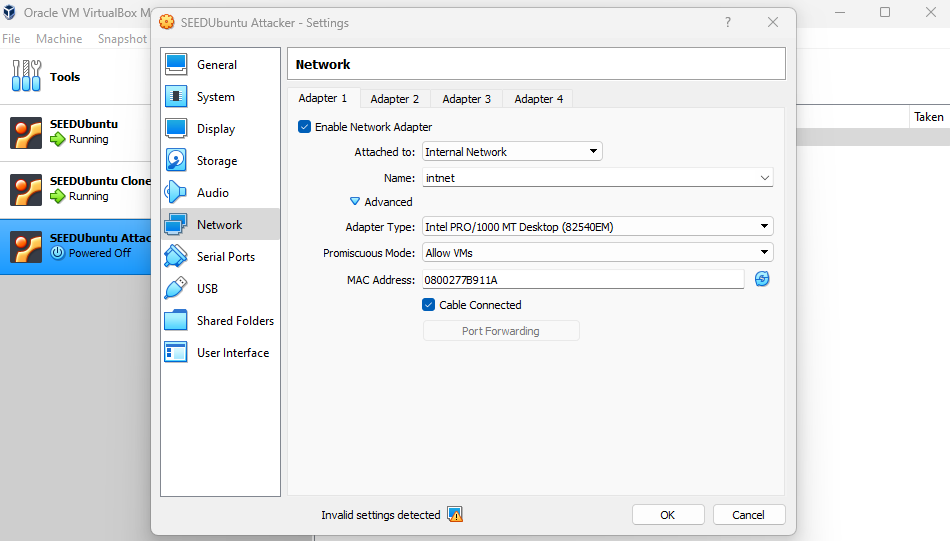 Oracle VM VirtualBox M
SEEDUbuntu Attacker - Settings
?
File Machine Snapshot
Tools
SEEDUbuntu
Running
SEEDUbuntu Clone
Running
SEEDUbuntu Attac
Powered Off
General
System
Display
Storage
Audio
Network
Serial Ports
USB
Shared Folders
User Interface
Network
Adapter 1 Adapter 2 Adapter 3 Adapter 4
Enable Network Adapter
Attached to: Internal Network
Name: intnet
Advanced
Adapter Type: Intel PRO/1000 MT Desktop (82540EM)
Promiscuous Mode: Allow VMs
MAC Address: 0800277B911A
Cable Connected
Port Forwarding
Invalid settings detected
OK Cancel
Taken